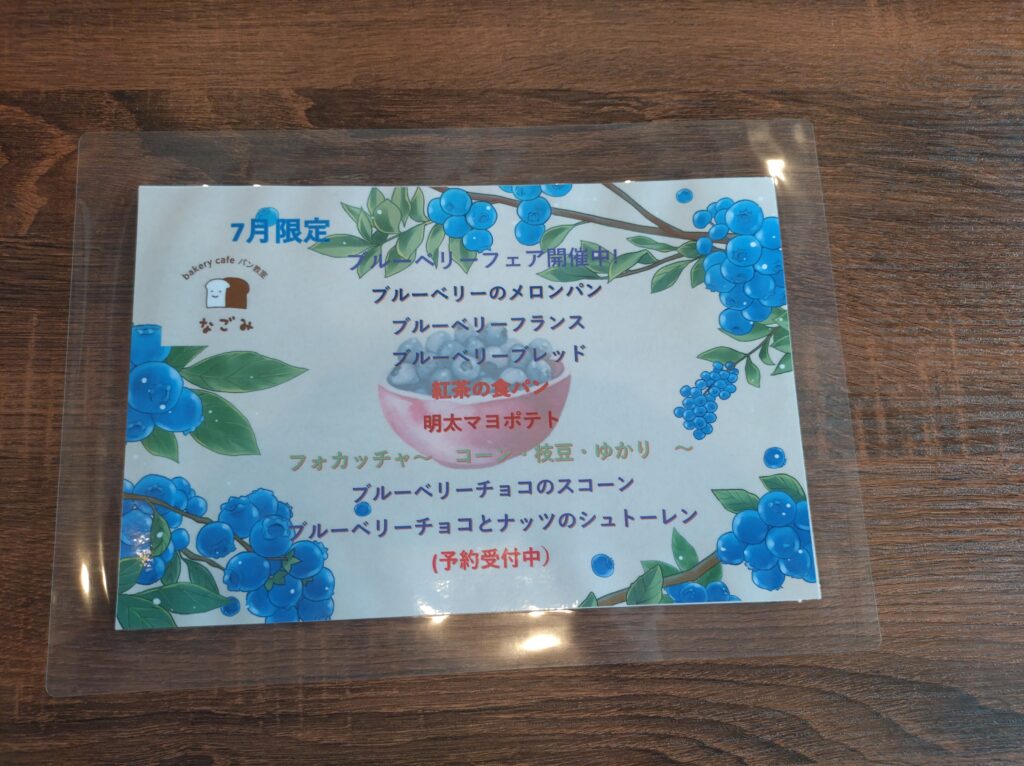 7月限定
bakery cafe パン教室
なごみ
ブルーベリーフェア開催中!
ブルーベリーのメロンパン
ブルーベリーフランス
ブルーベリーブレッド
紅茶の食パン
明太マヨポテト
フォカッチャ～ コーン・枝豆・ゆかり ～
ブルーベリーチョコのスコーン
ブルーベリーチョコとナッツのシュトーレン
(予約受付中)